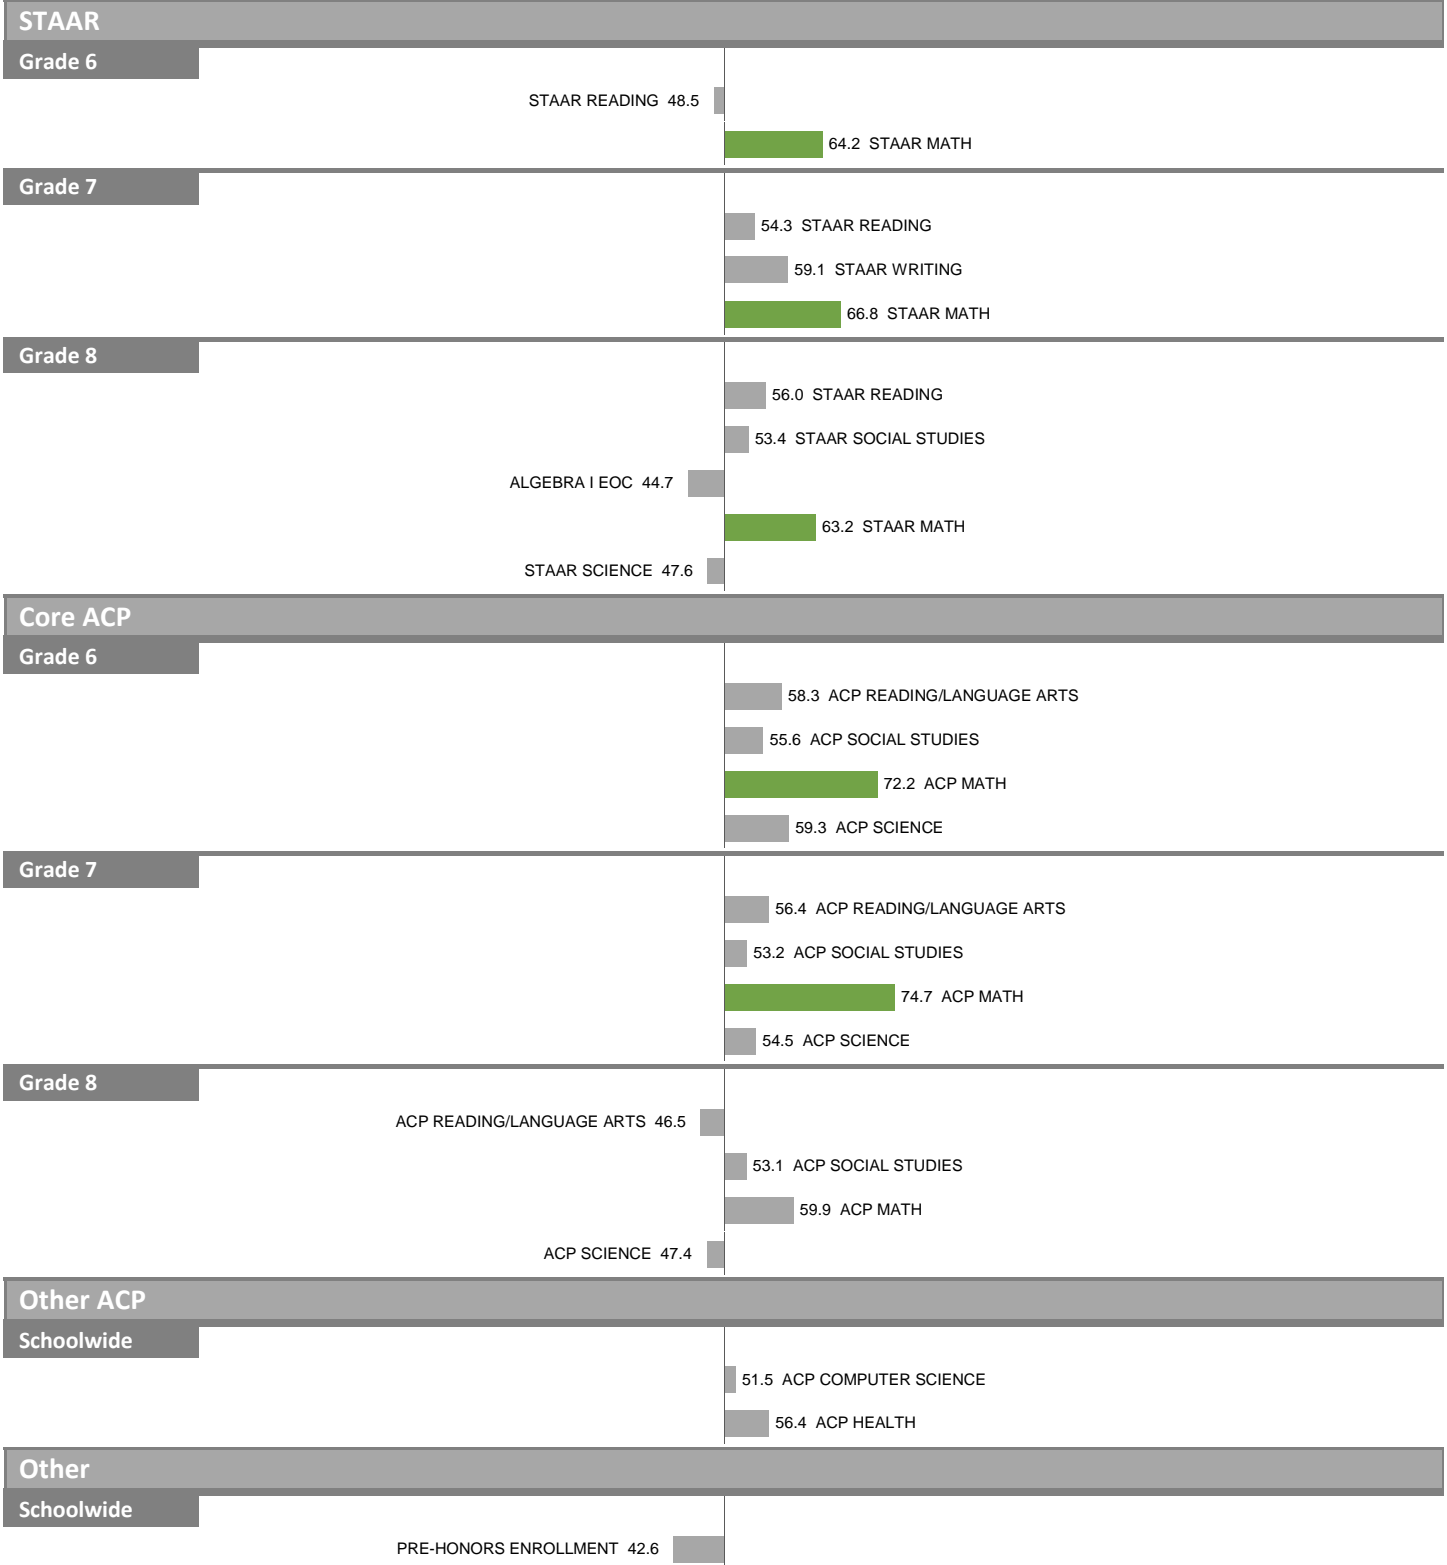 STAAR
Grade 6
STAAR READING 48.5
64.2 STAAR MATH
Grade 7
54.3 STAAR READING
59.1 STAAR WRITING
66.8 STAAR MATH
Grade 8
56.0 STAAR READING
53.4 STAAR SOCIAL STUDIES
ALGEBRA I EOC 44.7
63.2 STAAR MATH
STAAR SCIENCE 47.6
Core ACP
Grade 6
58.3 ACP READING/LANGUAGE ARTS
55.6 ACP SOCIAL STUDIES
72.2 ACP MATH
59.3 ACP SCIENCE
Grade 7
56.4 ACP READING/LANGUAGE ARTS
53.2 ACP SOCIAL STUDIES
74.7 ACP MATH
54.5 ACP SCIENCE
Grade 8
ACP READING/LANGUAGE ARTS 46.5
53.1 ACP SOCIAL STUDIES
59.9 ACP MATH
ACP SCIENCE 47.4
Other ACP
Schoolwide
51.5 ACP COMPUTER SCIENCE
56.4 ACP HEALTH
Other
Schoolwide
PRE-HONORS ENROLLMENT 42.6